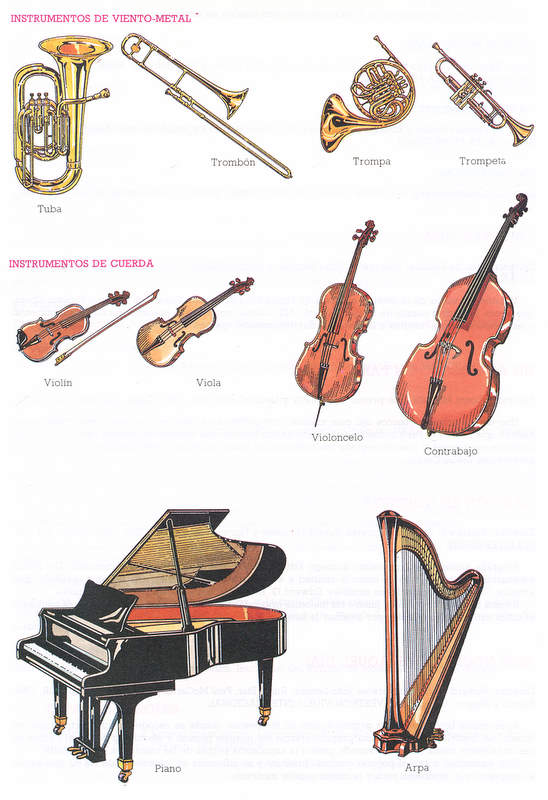 INSTRUMENTOS DE VIENTO-METAL
Trombón
Trompa
Trompeta
Tuba
INSTRUMENTOS DE CUERDA
Violín
Viola
Violoncelo
Contrabajo
Piano
Arpa